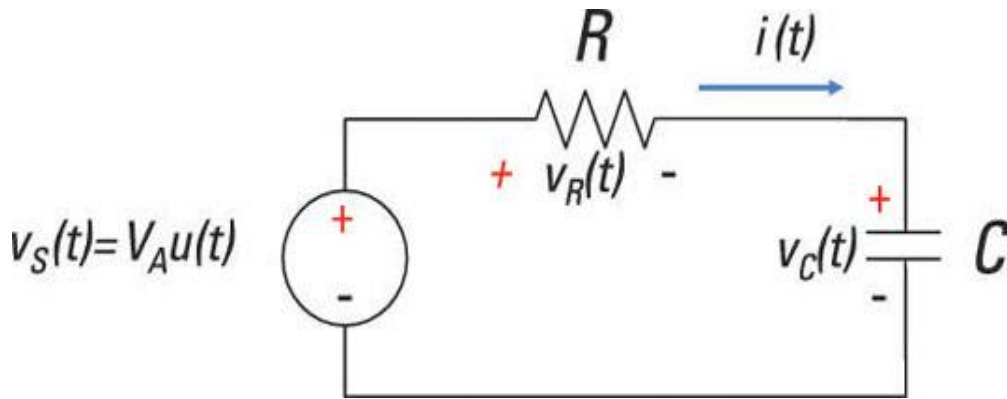 R
i(t)
+ v_R(t) -
v_S(t)=V_Au(t)
+
-
+
v_C(t)
C
-